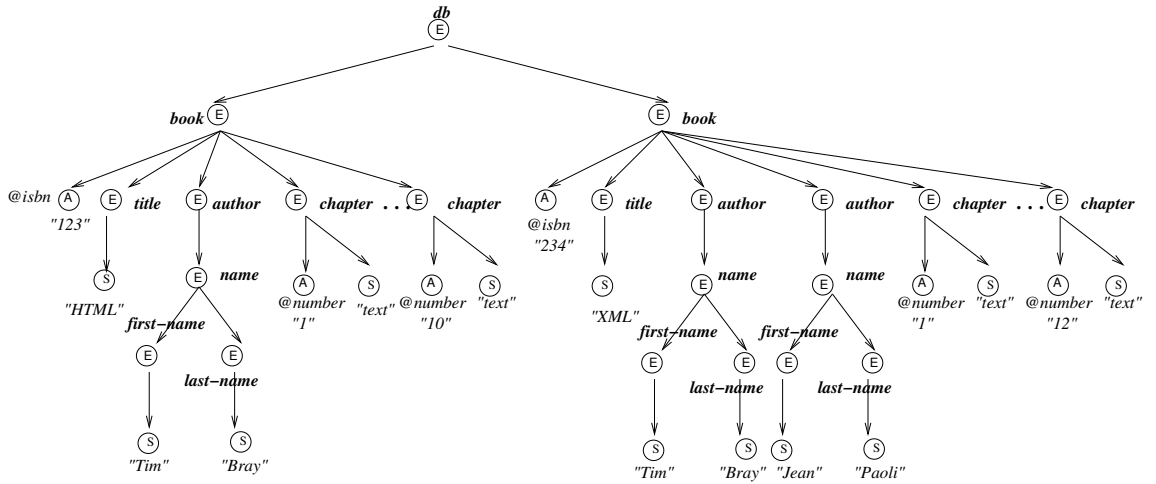 db
E
E
book
E
book
@isbn
A
E
title
E
author
E
chapter
. . .
E
chapter
A
E
title
E
author
E
author
E
chapter
. . .
E
chapter
"123"
@isbn
"234"
S
E
name
A
S
A
S
S
E
name
E
name
A
S
A
S
"HTML"
@number
"text"
@number
"text"
"XML"
@number
"text"
@number
"text"
"1"
"10"
"1"
"12"
first-name
first-name
first-name
E
E
E
E
E
E
last-name
last-name
last-name
S
S
S
S
S
S
"Tim"
"Bray"
"Tim"
"Bray"
"Jean"
"Paoli"